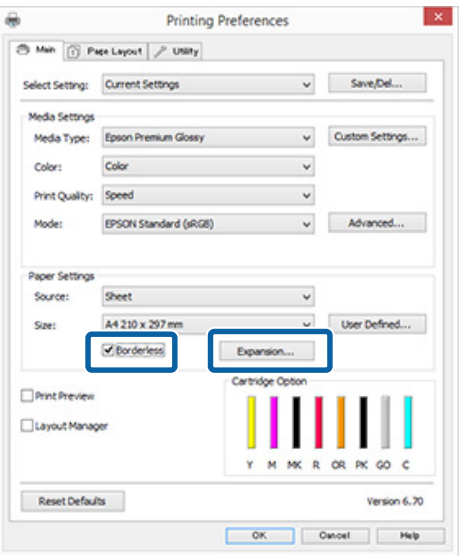 Printing Preferences
Main Page Layout Utility
Select Setting: Current Settings Save/Del...
Media Settings
Media Type: Epson Premium Glossy Custom Settings...
Color: Color
Print Quality: Speed
Mode: EPSON Standard (sRGB) Advanced...
Paper Settings
Source: Sheet
Size: A4 210 x 297 mm User Defined...
Borderless Expansion...
Print Preview
Layout Manager
Cartridge Option
Y M MK R OR PK GO C
Reset Defaults Version 6.70
OK Cancel Help